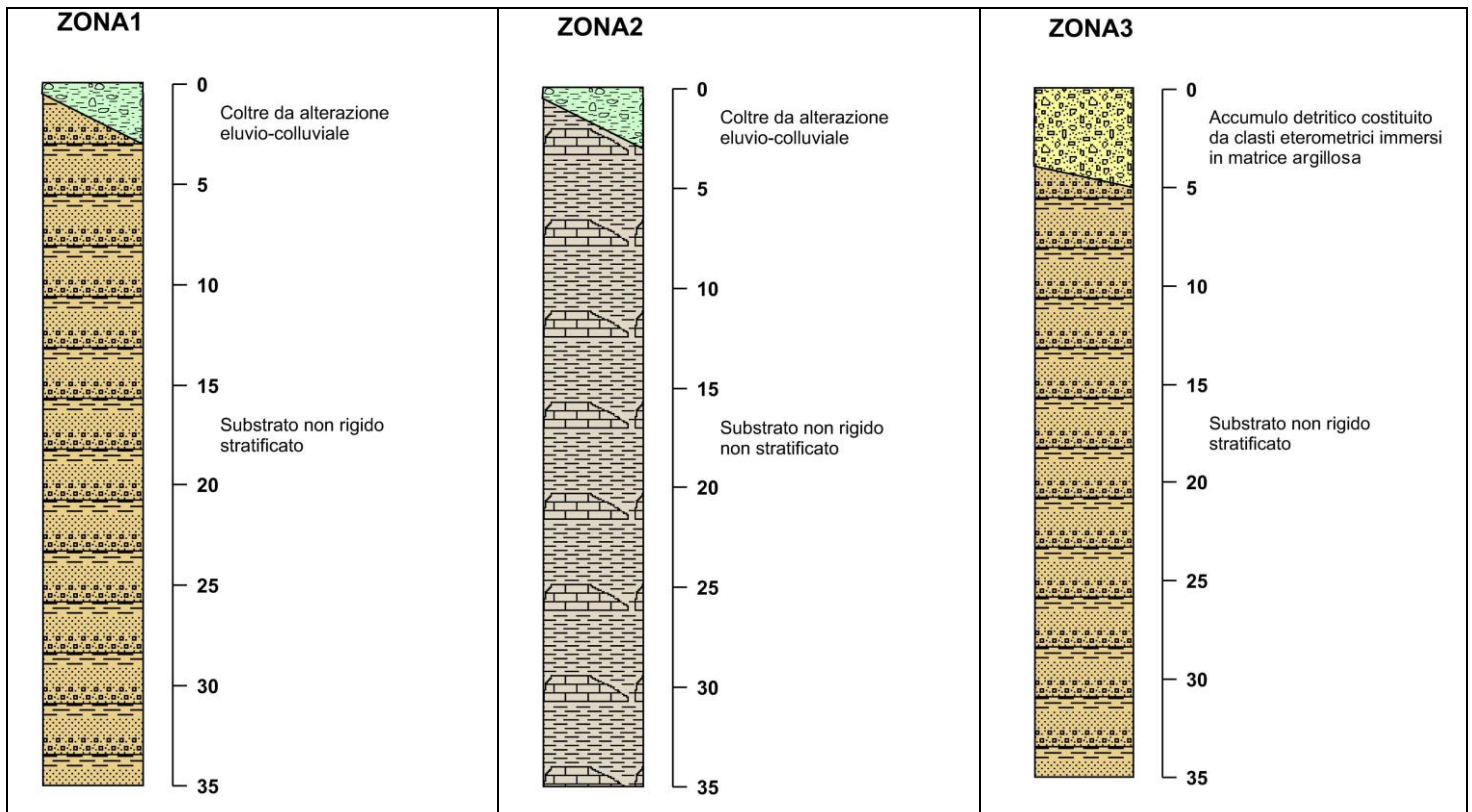 ZONA1
0
Coltre da alterazione
eluvio-colluviale
5
10
15
Substrato non rigido
stratificato
20
25
30
35
ZONA2
0
Coltre da alterazione
eluvio-colluviale
5
10
15
Substrato non rigido
non stratificato
20
25
30
35
ZONA3
0
Accumulo detritico costituito
da clasti eterometrici immersi
in matrice argillosa
5
10
15
Substrato non rigido
stratificato
20
25
30
35